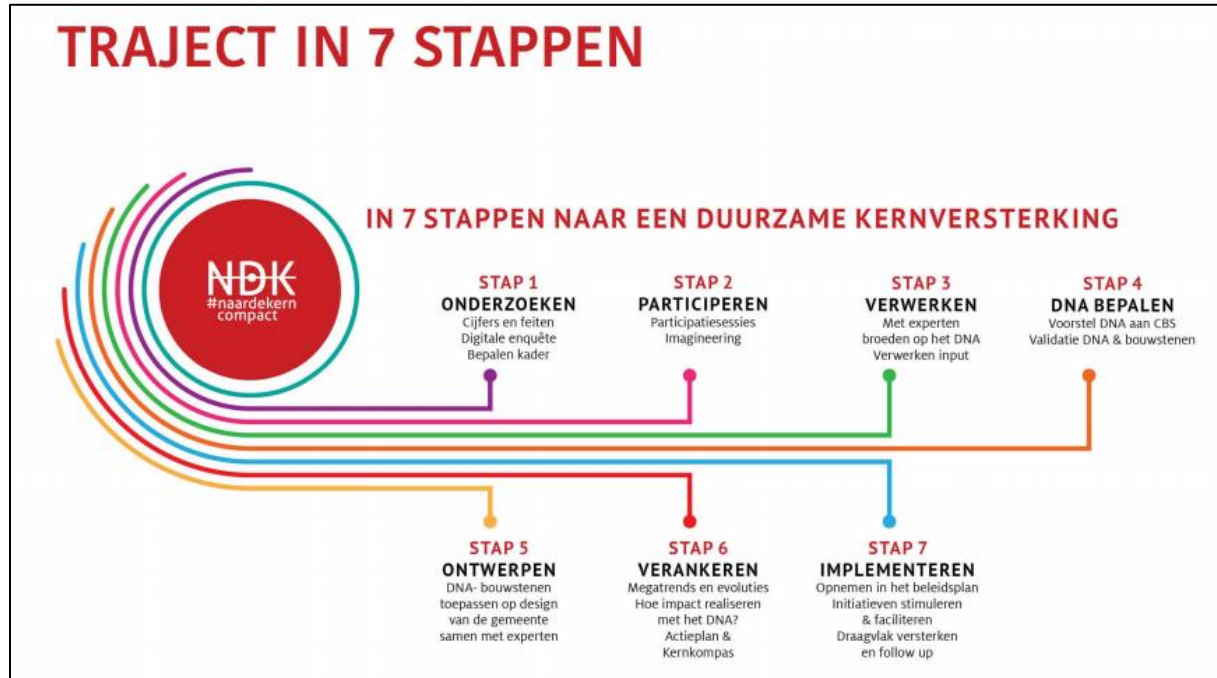 TRAJECT IN 7 STAPPEN
NDK
#naardekern
compact
IN 7 STAPPEN NAAR EEN DUURZAME KERNVERSTERKING
STAP 1
ONDERZOEKEN
Cijfers en feiten
Digitale enquête
Bepalen kader
STAP 2
PARTICIPEREN
Participatiesessies
Imagineering
STAP 3
VERWERKEN
Met experten
broeden op het DNA
Verwerken input
STAP 4
DNA BEPALEN
Voorstel DNA aan CBS
Validatie DNA & bouwstenen
STAP 5
ONTWERPEN
DNA- bouwstenen
toepassen op design
van de gemeente
samen met experten
STAP 6
VERANKEREN
Megatrends en evoluties
Hoe impact realiseren
met het DNA?
Actieplan &
Kernkompas
STAP 7
IMPLEMENTEREN
Opnemen in het beleidsplan
Initiatieven stimuleren
& faciliteren
Draagvlak versterken
en follow up